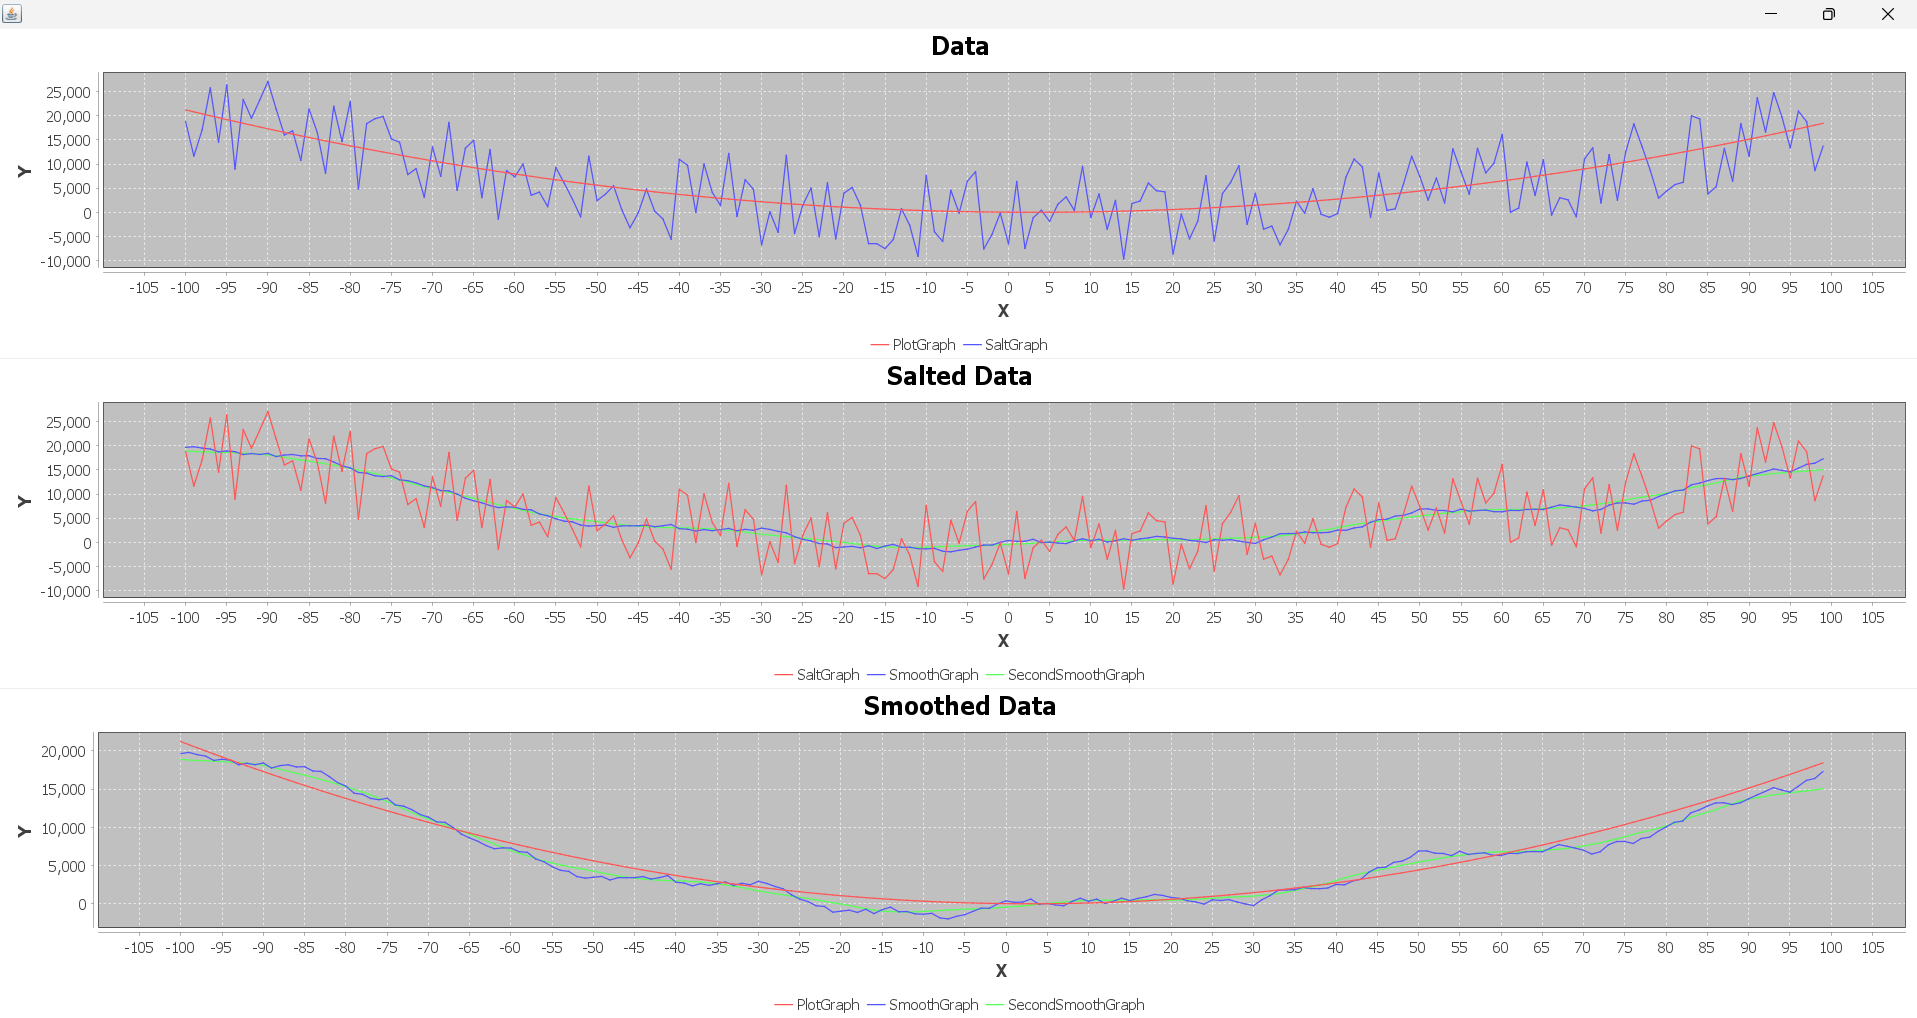 Data
25,000
20,000
15,000
10,000
5,000
0
-5,000
-10,000
Y
-105 -100 -95 -90 -85 -80 -75 -70 -65 -60 -55 -50 -45 -40 -35 -30 -25 -20 -15 -10 -5 0 5 10 15 20 25 30 35 40 45 50 55 60 65 70 75 80 85 90 95 100 105
X
PlotGraph SaltGraph
Salted Data
25,000
20,000
15,000
10,000
5,000
0
-5,000
-10,000
Y
-105 -100 -95 -90 -85 -80 -75 -70 -65 -60 -55 -50 -45 -40 -35 -30 -25 -20 -15 -10 -5 0 5 10 15 20 25 30 35 40 45 50 55 60 65 70 75 80 85 90 95 100 105
X
SaltGraph SmoothGraph SecondSmoothGraph
Smoothed Data
20,000
15,000
10,000
5,000
0
Y
-105 -100 -95 -90 -85 -80 -75 -70 -65 -60 -55 -50 -45 -40 -35 -30 -25 -20 -15 -10 -5 0 5 10 15 20 25 30 35 40 45 50 55 60 65 70 75 80 85 90 95 100 105
X
PlotGraph SmoothGraph SecondSmoothGraph